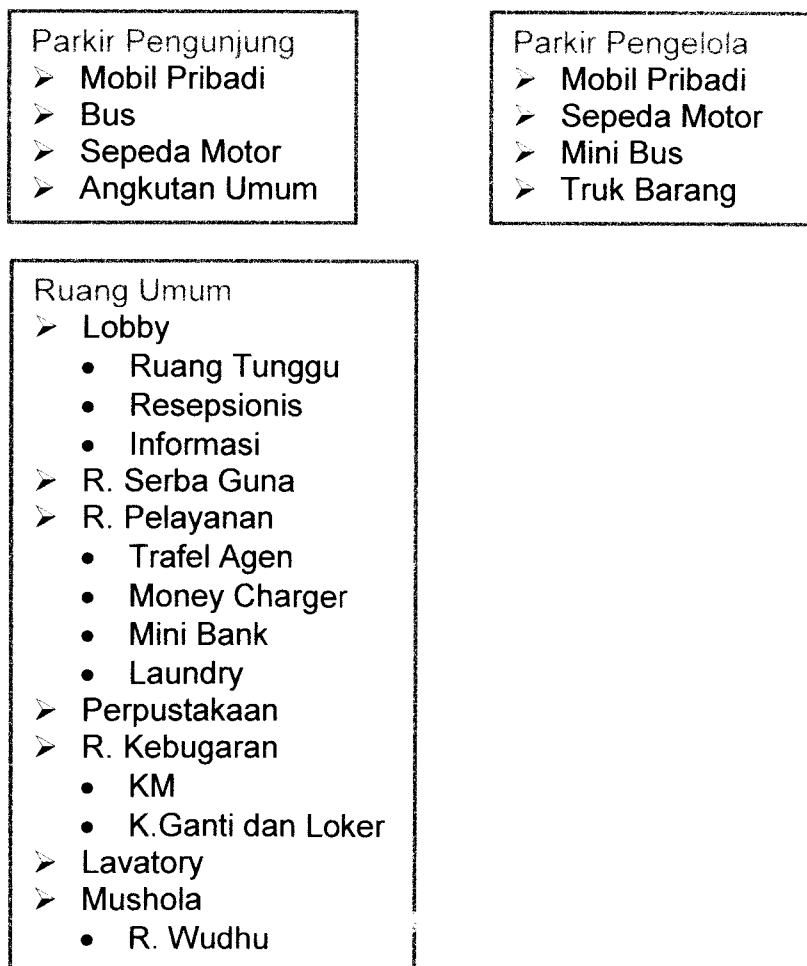 Parkir Pengunjung
➢ Mobil Pribadi
➢ Bus
➢ Sepeda Motor
➢ Angkutan Umum
Parkir Pengelola
➢ Mobil Pribadi
➢ Sepeda Motor
➢ Mini Bus
➢ Truk Barang
Ruang Umum
➢ Lobby
• Ruang Tunggu
• Resepsionis
• Informasi
➢ R. Serba Guna
➢ R. Pelayanan
• Trafel Agen
• Money Charger
• Mini Bank
• Laundry
➢ Perpustakaan
➢ R. Kebugaran
• KM
• K.Ganti dan Loker
➢ Lavatory
➢ Mushola
• R. Wudhu